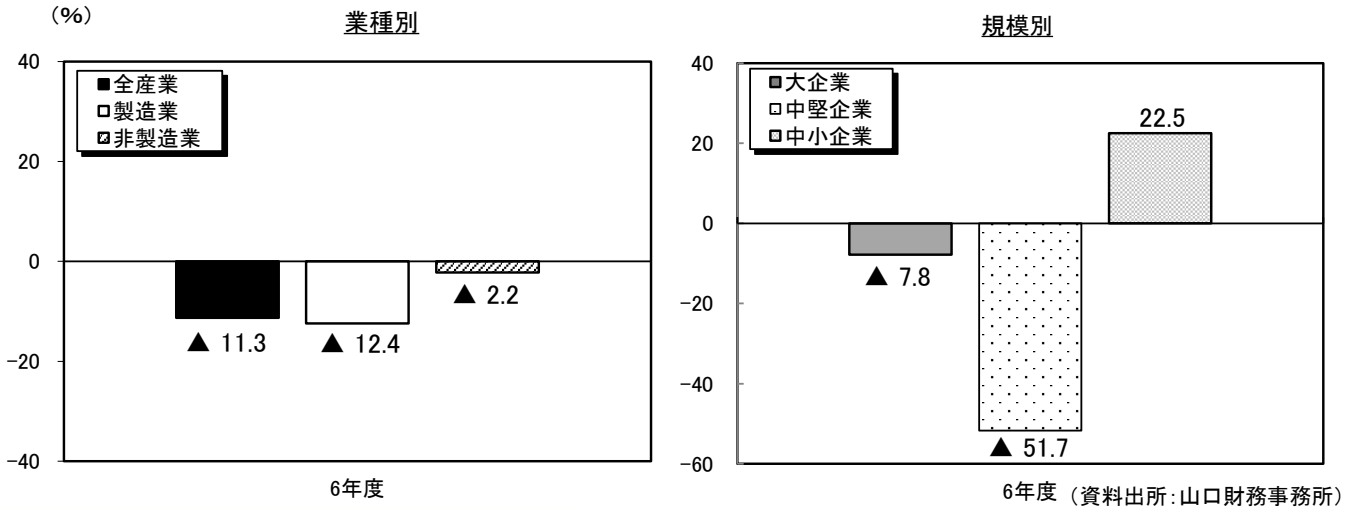 (%)
業種別
40
20
0
-20
-40
全産業
製造業
非製造業
▲ 11.3
▲ 12.4
▲ 2.2
6年度
規模別
40
20
0
-20
-40
-60
大企業
中堅企業
中小企業
▲ 7.8
▲ 51.7
22.5
6年度
(資料出所:山口財務事務所)